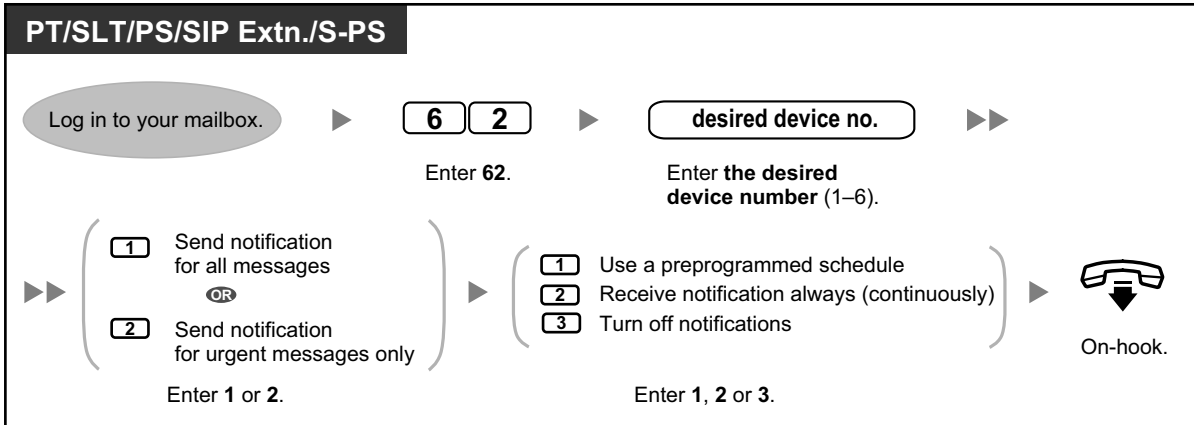 PT/SLT/PS/SIP Extn./S-PS
Log in to your mailbox.
6 2
desired device no.
Enter 62.
Enter the desired
device number (1–6).
1 Send notification
for all messages
OR
2 Send notification
for urgent messages only
Enter 1 or 2.
1 Use a preprogrammed schedule
2 Receive notification always (continuously)
3 Turn off notifications
Enter 1, 2 or 3.
On-hook.